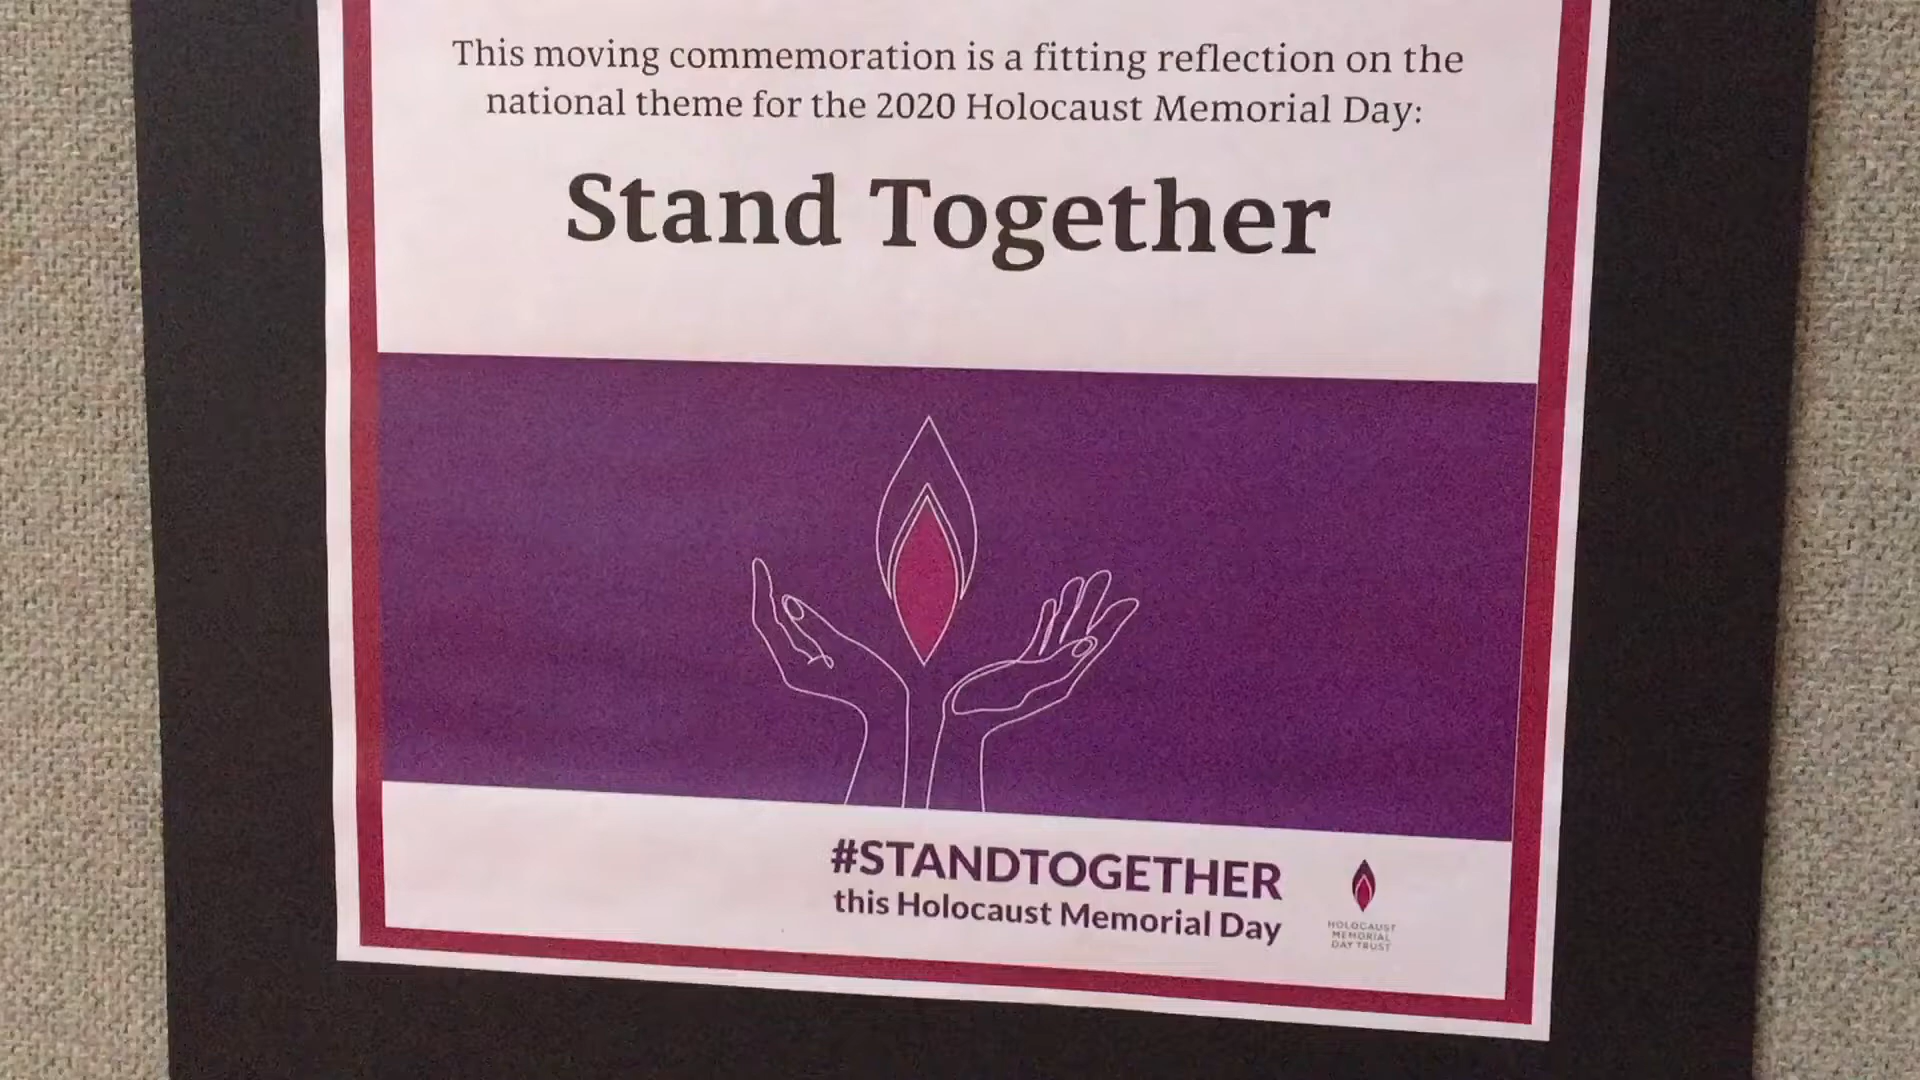 This moving commemoration is a fitting reflection on the
national theme for the 2020 Holocaust Memorial Day:
Stand Together
#STANDTOGETHER
this Holocaust Memorial Day
HOLOCAUST
MEMORIAL
DAY TRUST